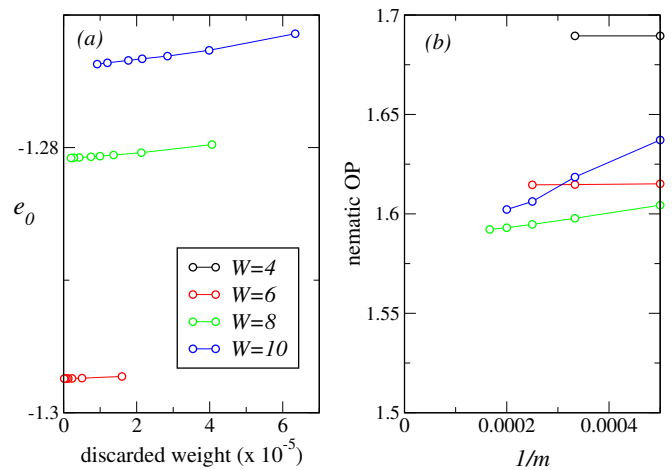 (a)
-1.28
e0
-1.3
0
2
4
6
discarded weight (x 10-5)
W=4
W=6
W=8
W=10
(b)
1.7
1.65
1.6
1.55
1.5
nematic OP
0
0.0002
0.0004
1/m